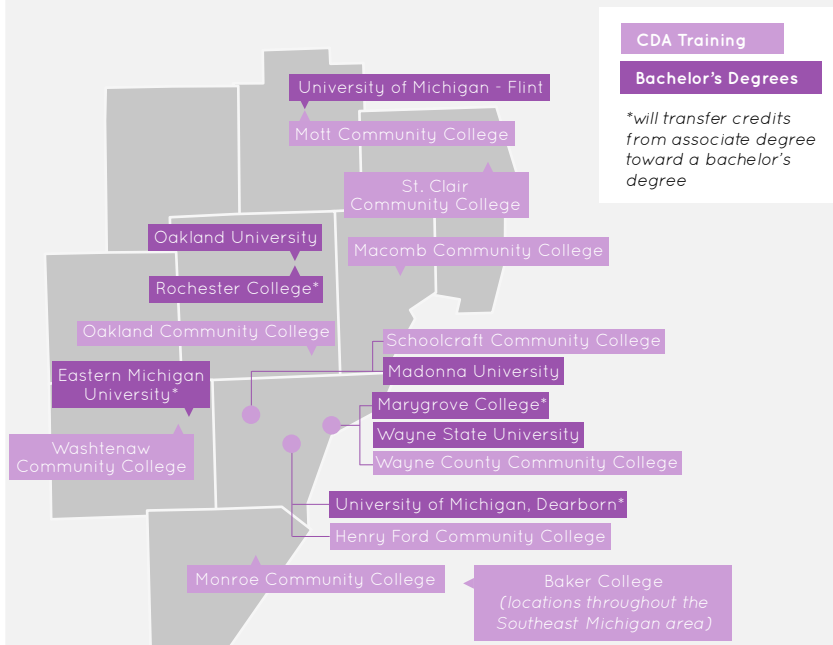 CDA Training
Bachelor's Degrees
*will transfer credits
from associate degree
toward a bachelor's
degree
University of Michigan - Flint
Mott Community College
St. Clair
Community College
Oakland University
Macomb Community College
Rochester College*
Oakland Community College
Schoolcraft Community College
Madonna University
Eastern Michigan
University*
Marygrove College*
Wayne State University
Washtenaw
Community College
Wayne County Community College
University of Michigan, Dearborn*
Henry Ford Community College
Monroe Community College
Baker College
(locations throughout the
Southeast Michigan area)